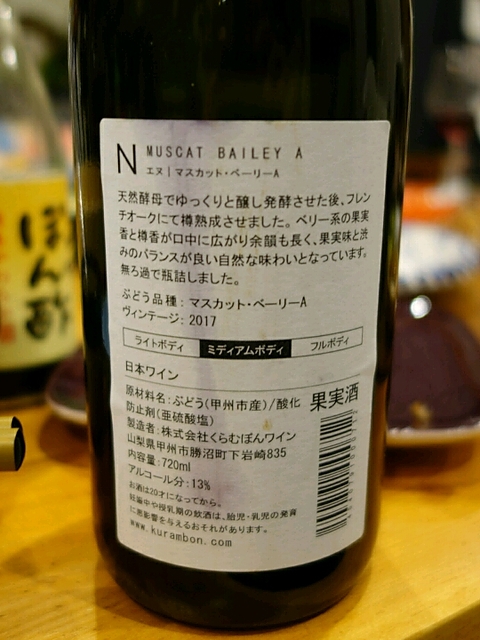 N MUSCAT BAILEY A
エヌ | マスカット・ベーリーA
天然酵母でゆっくりと醸し発酵させた後、フレン
チオークにて樽熟成させました。ベリー系の果実
香と樽香が口中に広がり余韻も長く、果実味と渋
みのバランスが良い自然な味わいとなっています。
無ろ過で瓶詰しました。
ぶどう品種:マスカット・ベーリーA
ヴィンテージ:2017
ライトボディ ミディアムボディ フルボディ
日本ワイン
果実酒
原材料名:ぶどう(甲州市産)/酸化
防止剤(亜硫酸塩)
製造者:株式会社くらむぼんワイン
山梨県甲州市勝沼町下岩崎835
内容量:720ml
アルコール分:13%
お酒は20才になってから。
妊娠中や授乳期の飲酒は、胎児・乳児の発育
に悪影響を与えるおそれがあります。
www.kurambon.com
ぽん酢